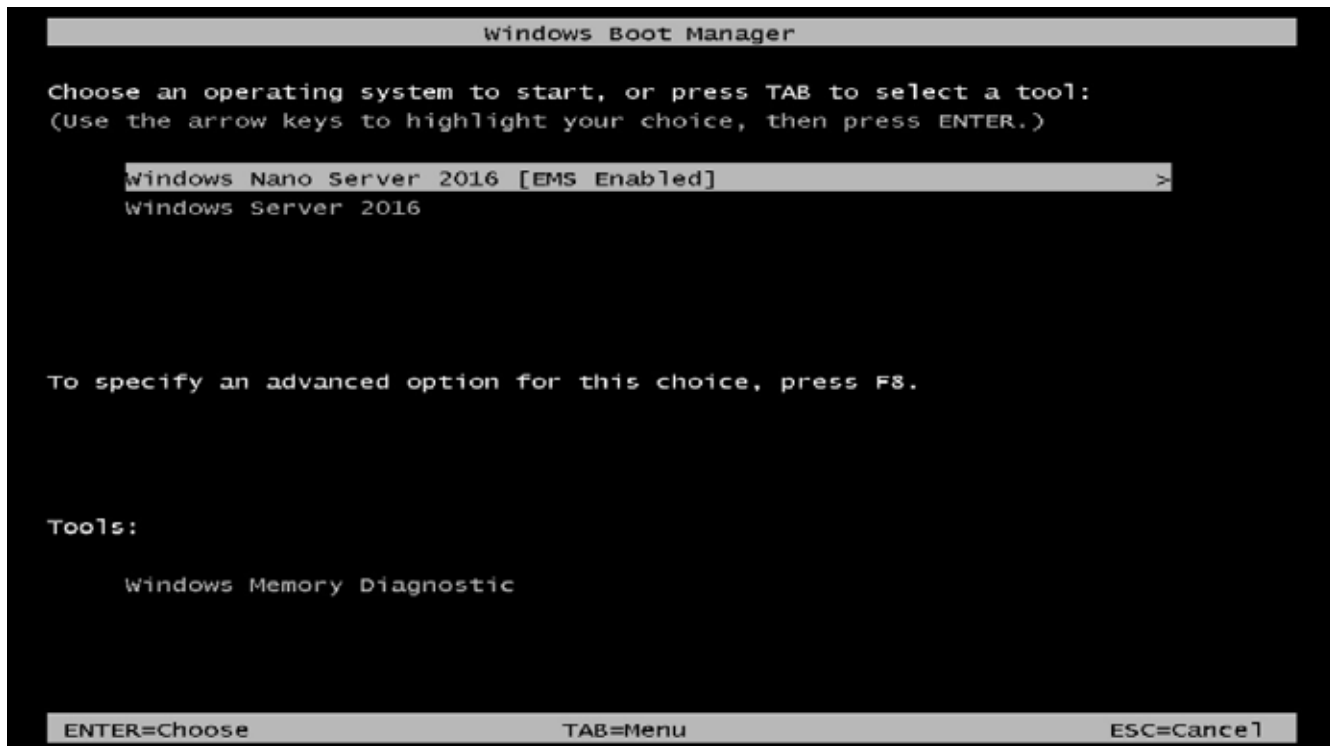 Windows Boot Manager
Choose an operating system to start, or press TAB to select a tool:
(Use the arrow keys to highlight your choice, then press ENTER.)
Windows Nano Server 2016 [EMS Enabled] >
Windows Server 2016
To specify an advanced option for this choice, press F8.
Tools:
Windows Memory Diagnostic
ENTER=Choose TAB=Menu ESC=Cancel